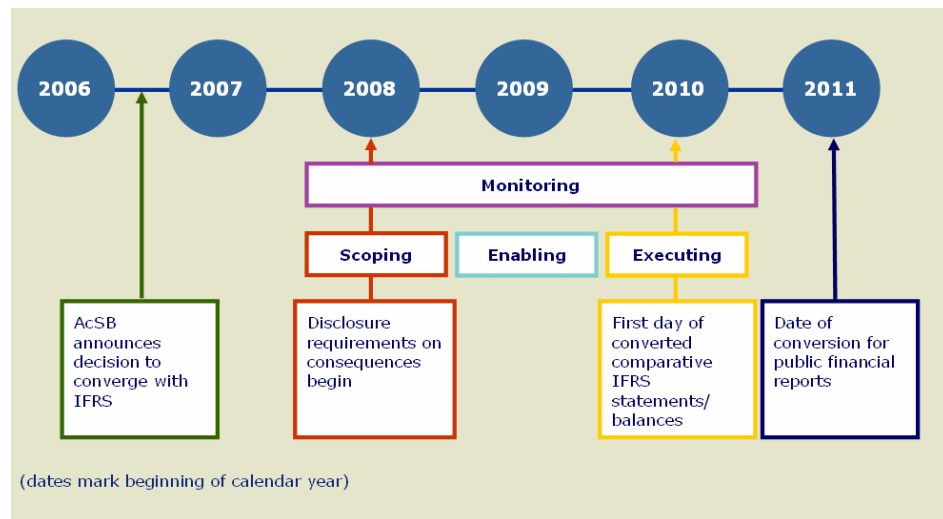 2006
2007
2008
2009
2010
2011
Monitoring
Scoping
Enabling
Executing
AcSB
announces
decision to
converge with
IFRS
Disclosure
requirements on
consequences
begin
First day of
converted
comparative
IFRS
statements/
balances
Date of
conversion for
public financial
reports
(dates mark beginning of calendar year)